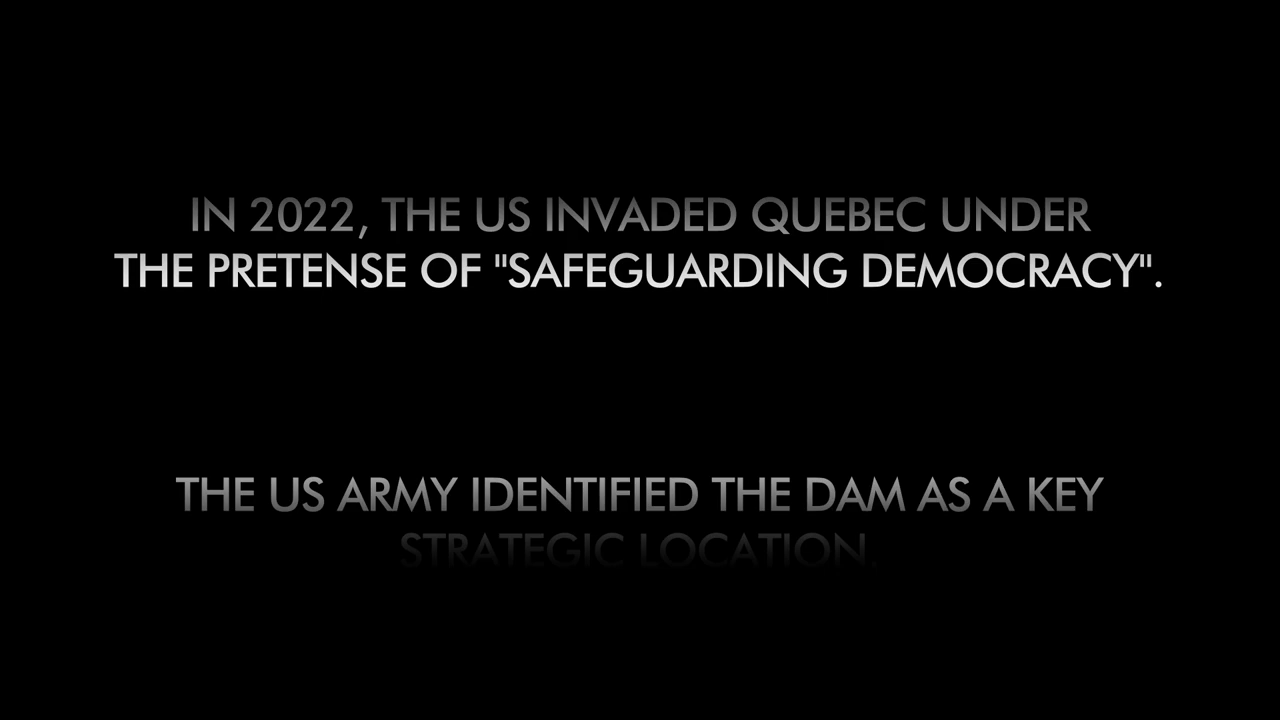 IN 2022, THE US INVADED QUEBEC UNDER
THE PRETENSE OF "SAFEGUARDING DEMOCRACY".
THE US ARMY IDENTIFIED THE DAM AS A KEY
STRATEGIC LOCATION.